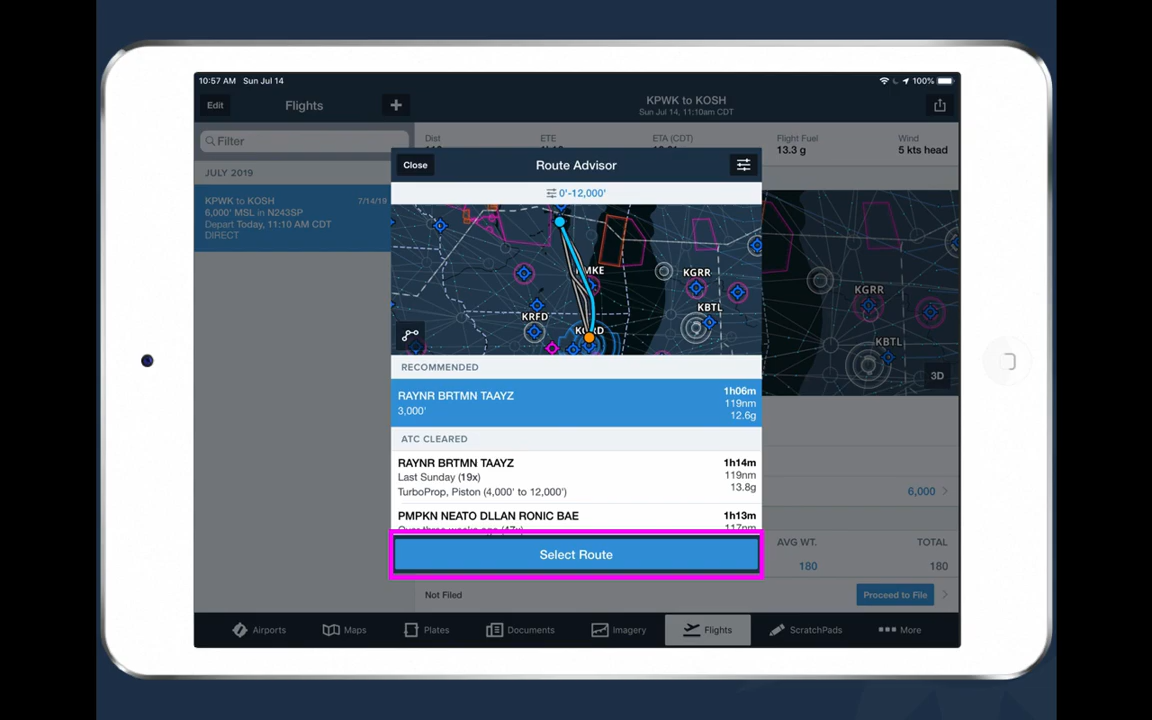 10:57 AM Sun Jul 14
100%
Edit
Flights
+
KPWK to KOSH
Sun Jul 14, 11:10am CDT
Filter
Dist
ETE
ETA (CDT)
Flight Fuel
13.3 g
Wind
5 kts head
JULY 2019
KPWK to KOSH
7/14/19
6,000' MSL in N243SP
Depart Today, 11:10 AM CDT
DIRECT
Close
Route Advisor
0'-12,000'
MKE
KGRR
KBTL
KRFD
KGRR
KBTL
3D
RECOMMENDED
RAYNR BRTMN TAAYZ
3,000'
1h06m
119nm
12.6g
ATC CLEARED
RAYNR BRTMN TAAYZ
Last Sunday (19x)
TurboProp, Piston (4,000' to 12,000')
1h14m
119nm
13.8g
PMPKN NEATO DLLAN RONIC BAE
Over three weeks ago (47x)
1h13m
117nm
Select Route
6,000
AVG WT.
TOTAL
180
180
Not Filed
Proceed to File
Airports
Maps
Plates
Documents
Imagery
Flights
ScratchPads
More